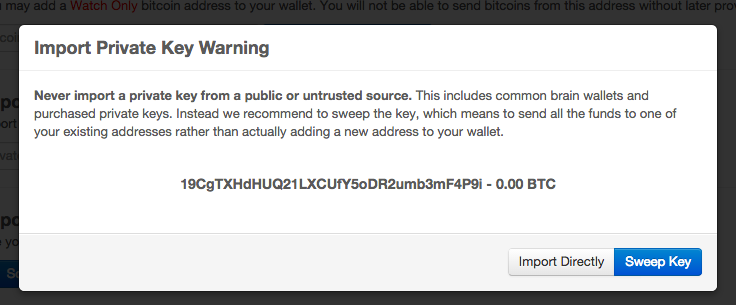 may add a Watch Only bitcoin address to your wallet. You will not be able to send bitcoins from this address without later
Import Private Key Warning
Never import a private key from a public or untrusted source. This includes common brain wallets and
purchased private keys. Instead we recommend to sweep the key, which means to send all the funds to one of
your existing addresses rather than actually adding a new address to your wallet.
19CgTXHdHUQ21LXCUfY5oDR2umb3mF4P9i - 0.00 BTC
Import Directly
Sweep Key